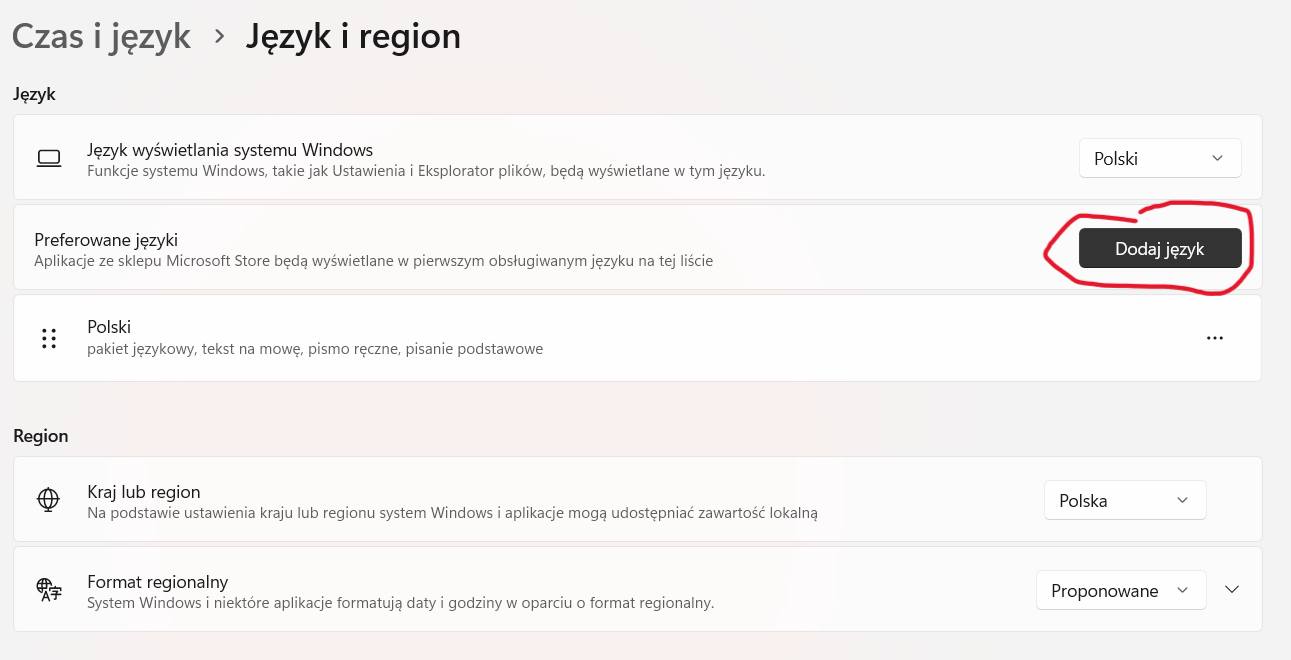 Czas i język > Język i region
Język
Język wyświetlania systemu Windows
Funkcje systemu Windows, takie jak Ustawienia i Eksplorator plików, będą wyświetlane w tym języku.
Polski
Preferowane języki
Aplikacje ze sklepu Microsoft Store będą wyświetlane w pierwszym obsługiwanym języku na tej liście
Dodaj język
Polski
pakiet językowy, tekst na mowę, pismo ręczne, pisanie podstawowe
Region
Kraj lub region
Na podstawie ustawienia kraju lub regionu system Windows i aplikacje mogą udostępniać zawartość lokalną
Polska
Format regionalny
System Windows i niektóre aplikacje formatują daty i godziny w oparciu o format regionalny.
Proponowane